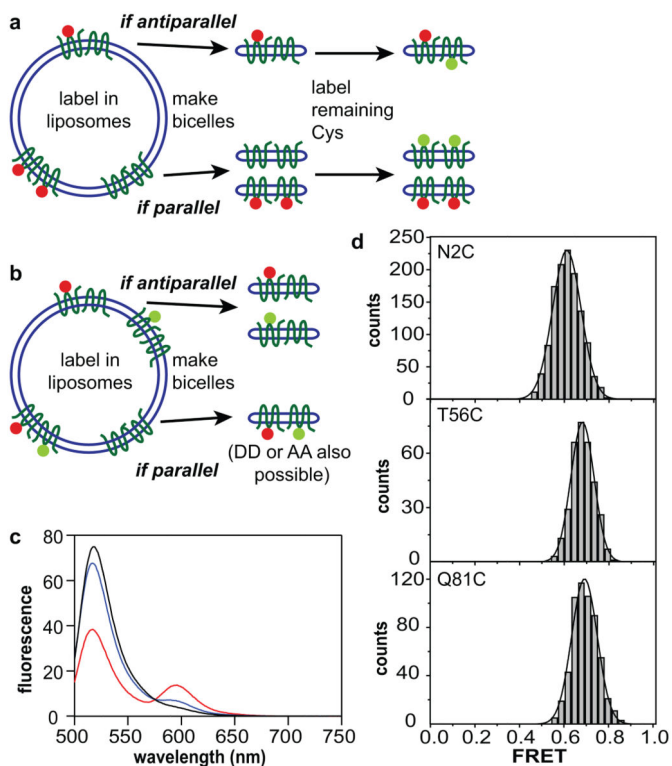 a
if antiparallel
label in
liposomes
make
bicelles
label
remaining
Cys
if parallel
b
if antiparallel
label in
liposomes
make
bicelles
if parallel
(DD or AA also
possible)
c
80
60
40
20
0
fluorescence
500 550 600 650 700 750
wavelength (nm)
d
250
200
150
100
50
0
counts
N2C
90
60
30
0
counts
T56C
120
80
40
0
counts
Q81C
0.0 0.2 0.4 0.6 0.8 1.0
FRET